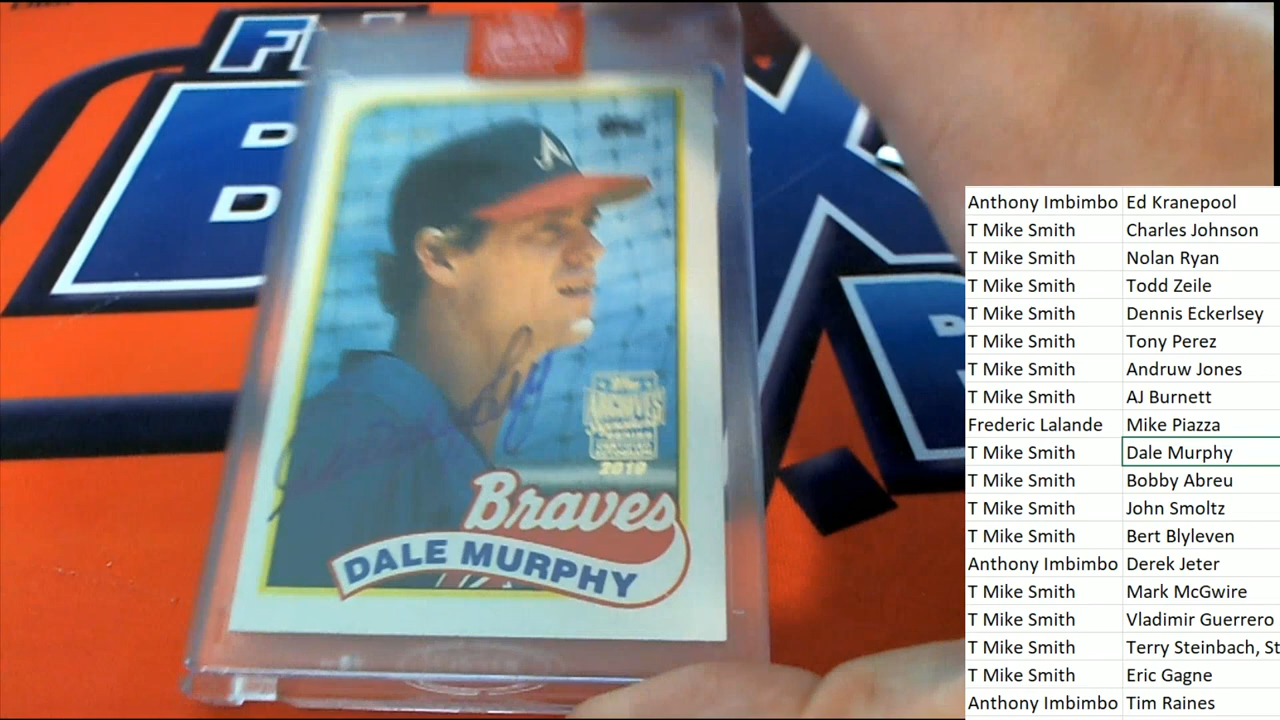 Topps
ARCHIVES
2019
Braves
DALE MURPHY
Anthony Imbimbo Ed Kranepool
T Mike Smith Charles Johnson
T Mike Smith Nolan Ryan
T Mike Smith Todd Zeile
T Mike Smith Dennis Eckerlsey
T Mike Smith Tony Perez
T Mike Smith Andruw Jones
T Mike Smith AJ Burnett
Frederic Lalande Mike Piazza
T Mike Smith Dale Murphy
T Mike Smith Bobby Abreu
T Mike Smith John Smoltz
T Mike Smith Bert Blyleven
Anthony Imbimbo Derek Jeter
T Mike Smith Mark McGwire
T Mike Smith Vladimir Guerrero
T Mike Smith Terry Steinbach, St
T Mike Smith Eric Gagne
Anthony Imbimbo Tim Raines